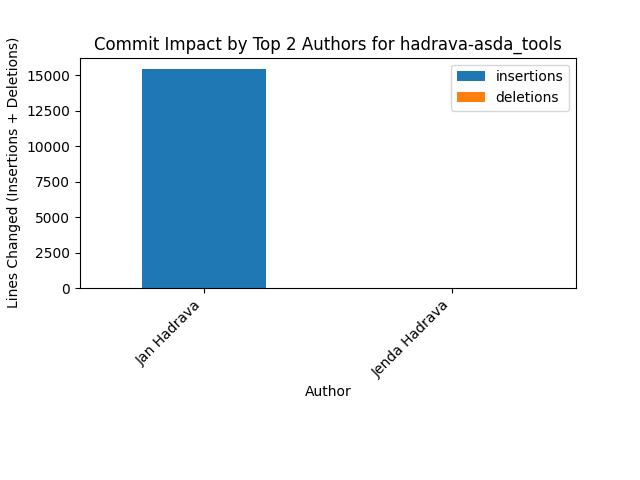 Commit Impact by Top 2 Authors for hadrava-asda_tools
Lines Changed (Insertions + Deletions)
15000
12500
10000
7500
5000
2500
0
insertions
deletions
Jan Hadrava
Jenda Hadrava
Author